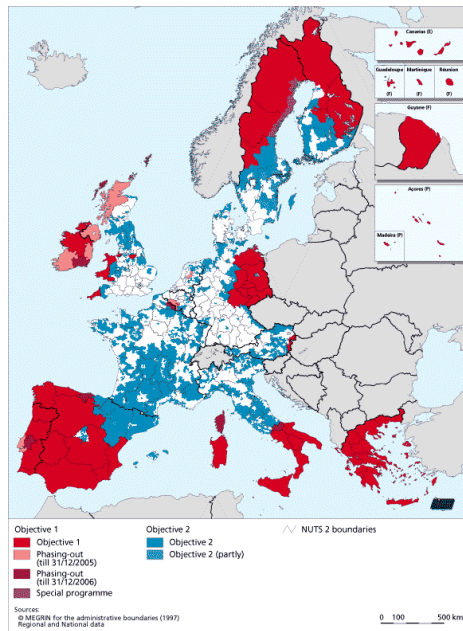 Canarias (E)
Guadeloupe
Martinique
Réunion
(F)
(F)
(F)
Guyane (F)
Açores (P)
Madeira (P)
Objective 1
Objective 1
Phasing-out
(till 31/12/2005)
Phasing-out
(till 31/12/2006)
Special programme
Objective 2
Objective 2
Objective 2 (partly)
NUTS 2 boundaries
Sources:
© MEGRIN for the administrative boundaries (1997)
Regional and National data
0 100 500 km